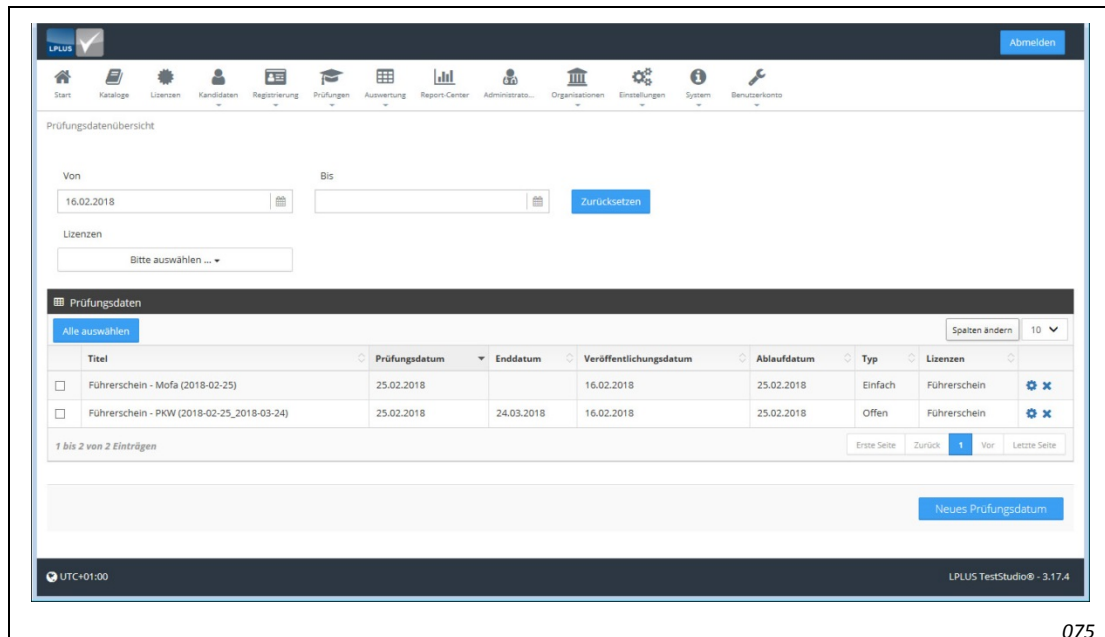 LPLUS
Abmelden
Start Kataloge Lizenzen Kandidaten Registrierung Prüfungen Auswertung Report-Center Administrato... Organisationen Einstellungen System Benutzerkonto
Prüfungsdatenübersicht
Von Bis
16.02.2018 Zurücksetzen
Lizenzen
Bitte auswählen ...
Prüfungsdaten
Alle auswählen Spalten ändern 10
Titel Prüfungsdatum Enddatum Veröffentlichungsdatum Ablaufdatum Typ Lizenzen
Führerschein - Mofa (2018-02-25) 25.02.2018 16.02.2018 25.02.2018 Einfach Führerschein
Führerschein - PKW (2018-02-25_2018-03-24) 25.02.2018 24.03.2018 16.02.2018 25.02.2018 Offen Führerschein
1 bis 2 von 2 Einträgen Erste Seite Zurück 1 Vor Letzte Seite
Neues Prüfungsdatum
UTC+01:00 LPLUS TestStudio® - 3.17.4
075